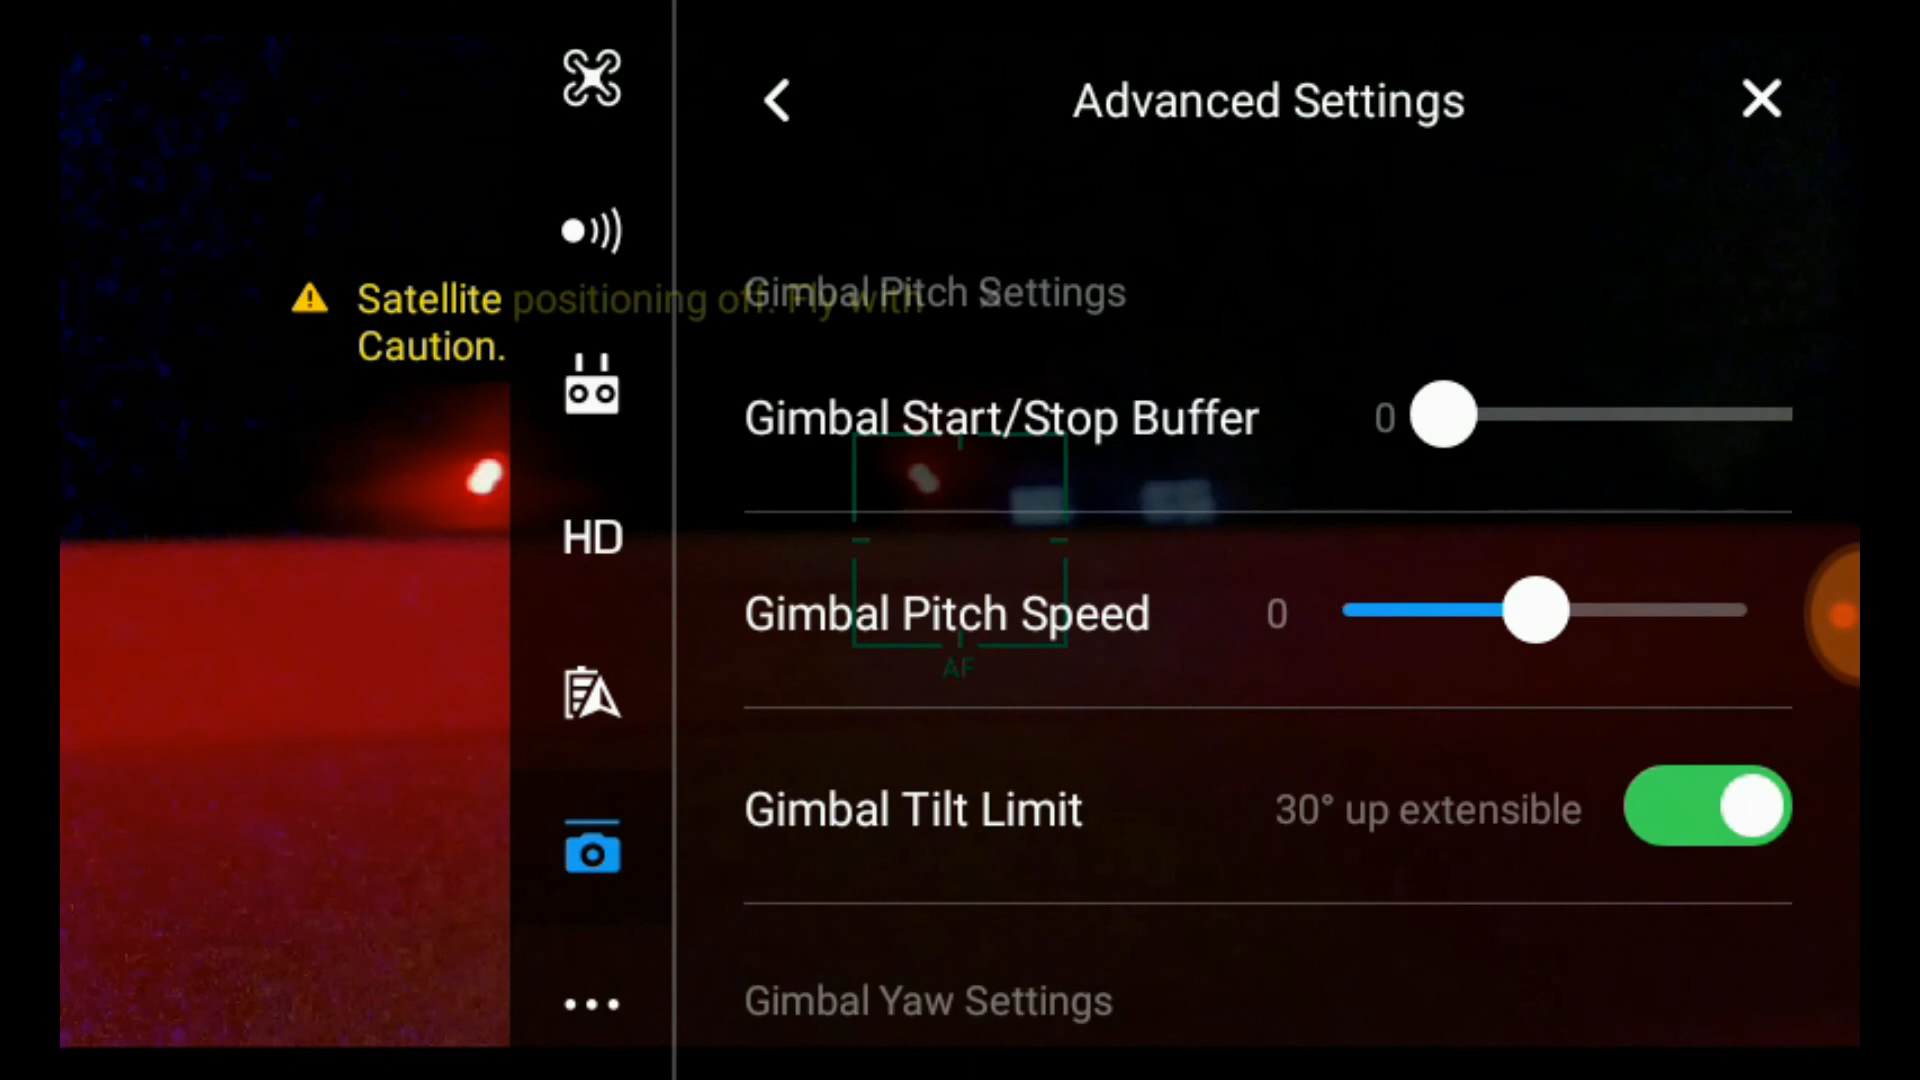 Advanced Settings
Satellite positioning off. Fly with
Caution.
Gimbal Pitch Settings
Gimbal Start/Stop Buffer 0
HD
Gimbal Pitch Speed 0
AF
Gimbal Tilt Limit 30° up extensible
Gimbal Yaw Settings